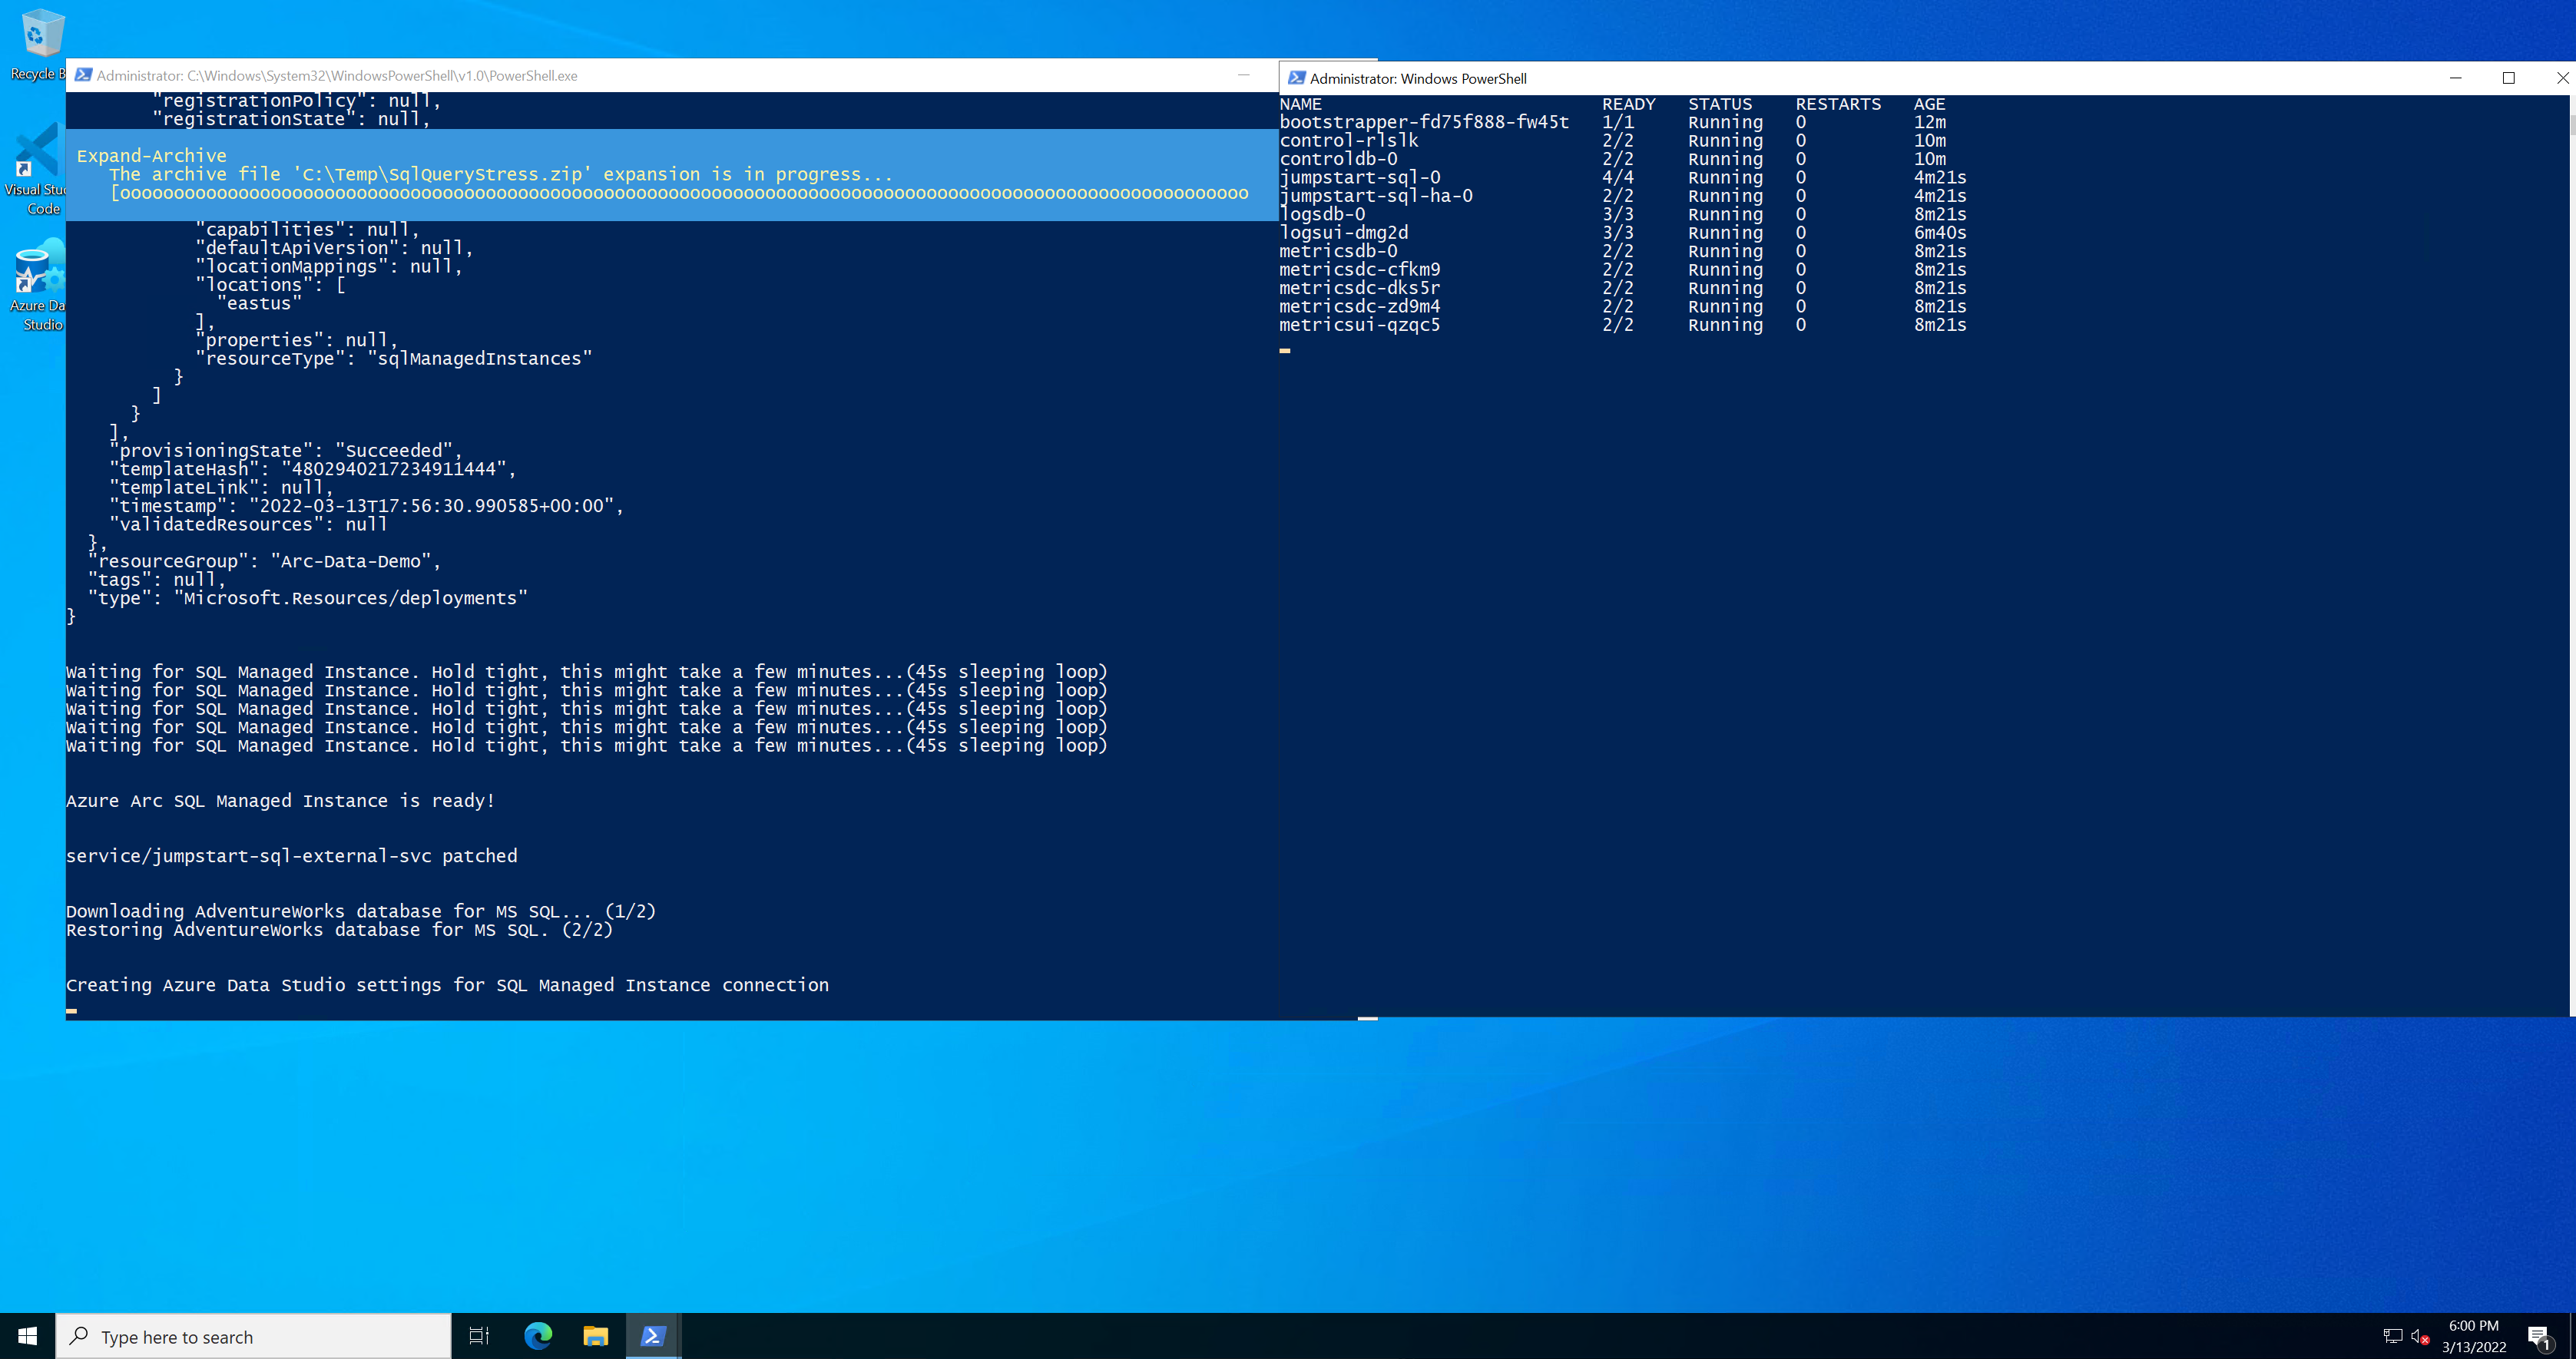 Recycle B
Visual Stud
Code
Azure Da
Studio
Administrator: C:\Windows\System32\WindowsPowerShell\v1.0\PowerShell.exe
"registrationPolicy": null,
"registrationState": null,
Expand-Archive
The archive file 'C:\Temp\SqlQueryStress.zip' expansion is in progress...
"capabilities": null,
"defaultApiVersion": null,
"locationMappings": null,
"locations": [
"eastus"
],
"properties": null,
"resourceType": "sqlManagedInstances"
}
]
}
],
"provisioningState": "Succeeded",
"templateHash": "4802940217234911444",
"templateLink": null,
"timestamp": "2022-03-13T17:56:30.990585+00:00",
"validatedResources": null
},
"resourceGroup": "Arc-Data-Demo",
"tags": null,
"type": "Microsoft.Resources/deployments"
}
Waiting for SQL Managed Instance. Hold tight, this might take a few minutes...(45s sleeping loop)
Waiting for SQL Managed Instance. Hold tight, this might take a few minutes...(45s sleeping loop)
Waiting for SQL Managed Instance. Hold tight, this might take a few minutes...(45s sleeping loop)
Waiting for SQL Managed Instance. Hold tight, this might take a few minutes...(45s sleeping loop)
Waiting for SQL Managed Instance. Hold tight, this might take a few minutes...(45s sleeping loop)
Azure Arc SQL Managed Instance is ready!
service/jumpstart-sql-external-svc patched
Downloading AdventureWorks database for MS SQL... (1/2)
Restoring AdventureWorks database for MS SQL. (2/2)
Creating Azure Data Studio settings for SQL Managed Instance connection
Administrator: Windows PowerShell
NAME READY STATUS RESTARTS AGE
bootstrapper-fd75f888-fw45t 1/1 Running 0 12m
control-rlslk 2/2 Running 0 10m
controldb-0 2/2 Running 0 10m
jumpstart-sql-0 4/4 Running 0 4m21s
jumpstart-sql-ha-0 2/2 Running 0 4m21s
logsdb-0 3/3 Running 0 8m21s
logsui-dmg2d 3/3 Running 0 6m40s
metricsdb-0 2/2 Running 0 8m21s
metricsdc-cfkm9 2/2 Running 0 8m21s
metricsdc-dks5r 2/2 Running 0 8m21s
metricsdc-zd9m4 2/2 Running 0 8m21s
metricsui-qzqc5 2/2 Running 0 8m21s
Type here to search
6:00 PM
3/13/2022
1